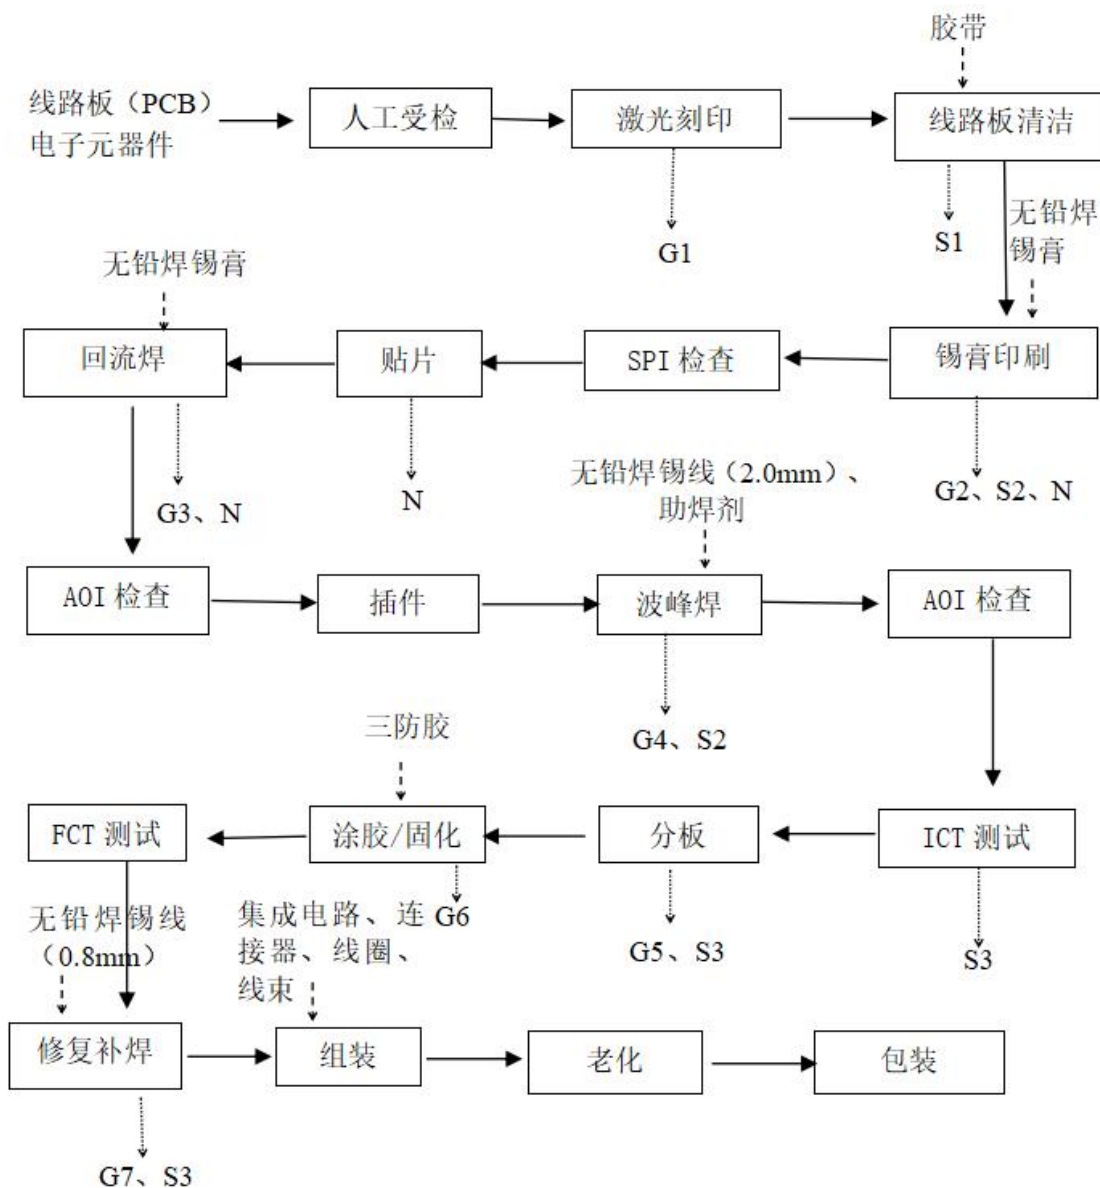 胶带
线路板（PCB）
电子元器件
人工受检
激光刻印
线路板清洁
G1
S1
无铅焊
锡膏
无铅焊锡膏
回流焊
贴片
SPI 检查
锡膏印刷
G3、N
N
G2、S2、N
无铅焊锡线（2.0mm）、
助焊剂
AOI 检查
插件
波峰焊
AOI 检查
G4、S2
三防胶
FCT 测试
涂胶/固化
分板
ICT 测试
无铅焊锡线
（0.8mm）
集成电路、连
接器、线圈、
线束
G6
G5、S3
S3
修复补焊
组装
老化
包装
G7、S3